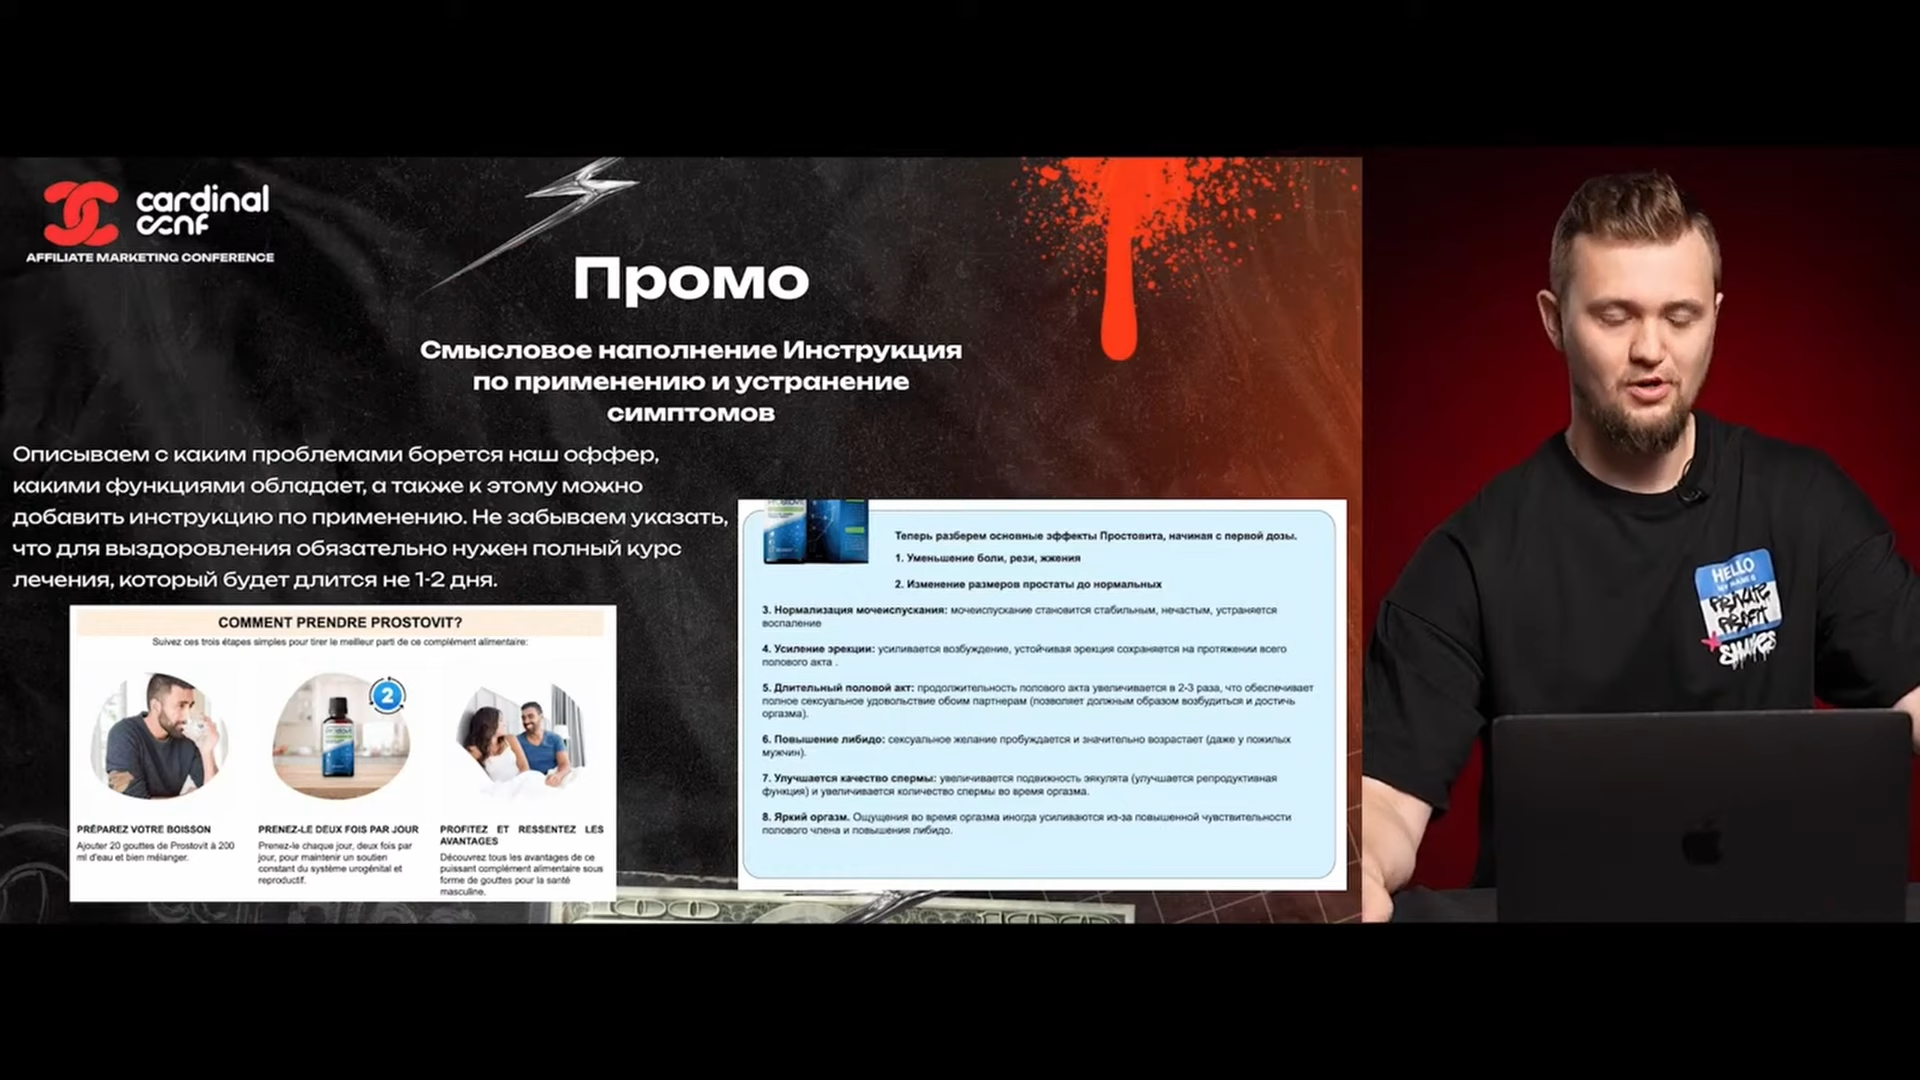 cardinal
conf
AFFILIATE MARKETING CONFERENCE
Промо
Смысловое наполнение Инструкция
по применению и устранение
симптомов
Описываем с каким проблемами борется наш оффер,
какими функциями обладает, а также к этому можно
добавить инструкцию по применению. Не забываем указать,
что для выздоровления обязательно нужен полный курс
лечения, который будет длится не 1-2 дня.
COMMENT PRENDRE PROSTOVIT?
Suivez ces trois étapes simples pour tirer le meilleur parti de ce complément alimentaire:
2
PRÉPAREZ VOTRE BOISSON
Ajouter 20 gouttes de Prostovit à 200
ml d'eau et bien mélanger.
PRENEZ-LE DEUX FOIS PAR JOUR
Prenez-le chaque jour, deux fois par
jour, pour maintenir un soutien
constant du système urogénital et
reproductif.
PROFITEZ ET RESSENTEZ LES
AVANTAGES
Découvrez tous les avantages de ce
puissant complément alimentaire sous
forme de gouttes pour la santé
masculine.
Теперь разберем основные эффекты Простовита, начиная с первой дозы.
1. Уменьшение боли, рези, жжения
2. Изменение размеров простаты до нормальных
3. Нормализация мочеиспускания: мочеиспускание становится стабильным, нечастым, устраняется
воспаление
4. Усиление эрекции: усиливается возбуждение, устойчивая эрекция сохраняется на протяжении всего
полового акта .
5. Длительный половой акт: продолжительность полового акта увеличивается в 2-3 раза, что обеспечивает
полное сексуальное удовольствие обоим партнерам (позволяет должным образом возбудиться и достичь
оргазма).
6. Повышение либидо: сексуальное желание пробуждается и значительно возрастает (даже у пожилых
мужчин).
7. Улучшается качество спермы: увеличивается подвижность эякулята (улучшается репродуктивная
функция) и увеличивается количество спермы во время оргазма.
8. Яркий оргазм. Ощущения во время оргазма иногда усиливаются из-за повышенной чувствительности
полового члена и повышения либидо.
HELLO
PRIVATE
PROFIT